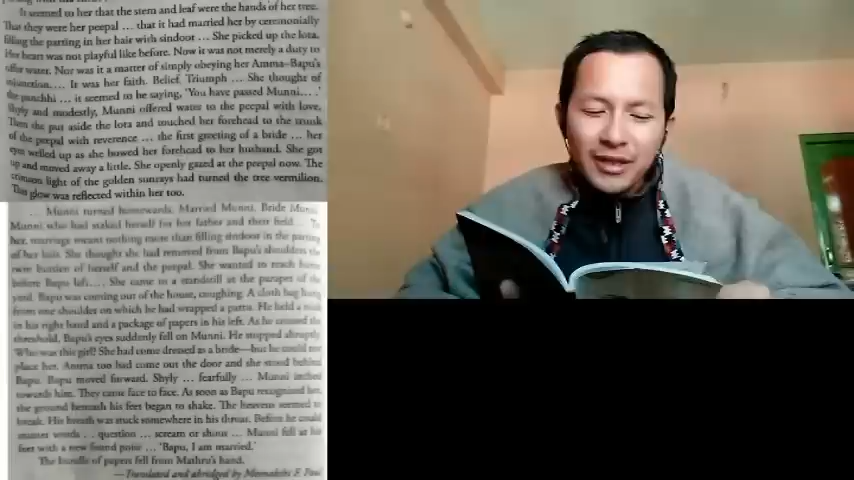 It seemed to her that the stem and leaf were the hands of her tree.
That they were her peepal ... that it had married her by ceremonially
filling the parting in her hair with sindoor ... She picked up the lota.
Her heart was not playful like before. Now it was not merely a duty to
offer water. Nor was it a matter of simply obeying her Amma–Bapu's
injunction.... It was her faith. Belief. Triumph ... She thought of
the panchhi ... it seemed to be saying, 'You have passed Munni....'
Shyly and modestly, Munni offered water to the peepal with love.
Then she put aside the lota and touched her forehead to the trunk
of the peepal with reverence ... the first greeting of a bride ... her
eyes welled up as she bowed her forehead to her husband. She got
up and moved away a little. She openly gazed at the peepal now. The
crimson light of the golden sunrays had turned the tree vermilion.
This glow was reflected within her too.
... Munni turned homewards. Married Munni. Bride Munni.
Munni who had staked herself for her father and their field ... To
her, marriage meant nothing more than filling sindoor in the parting
of her hair. She thought she had removed from Bapu's shoulders the
burden of herself and the peepal. She wanted to reach home
before Bapu left.... She came to a standstill at the parapet of the
yard. Bapu was coming out of the house, coughing. A cloth bag hung
from one shoulder on which he had wrapped a pattu. He held a stick
in his right hand and a package of papers in his left. As he crossed the
threshold, Bapu's eyes suddenly fell on Munni. He stopped abruptly.
Who was this girl? She had come dressed as a bride—but he could not
place her. Amma too had come out the door and she stood behind
Bapu. Bapu moved forward. Shyly ... fearfully ... Munni inched
towards him. They came face to face. As soon as Bapu recognized her,
the ground beneath his feet began to shake. The heavens seemed to
break. His breath was stuck somewhere in his throat. Before he could
mutter words . . question ... scream or shout ... Munni fell at his
feet with a new found poise ... 'Bapu, I am married.'
The bundle of papers fell from Mathru's hand.
—Translated and abridged by Meenakshi F. Paul